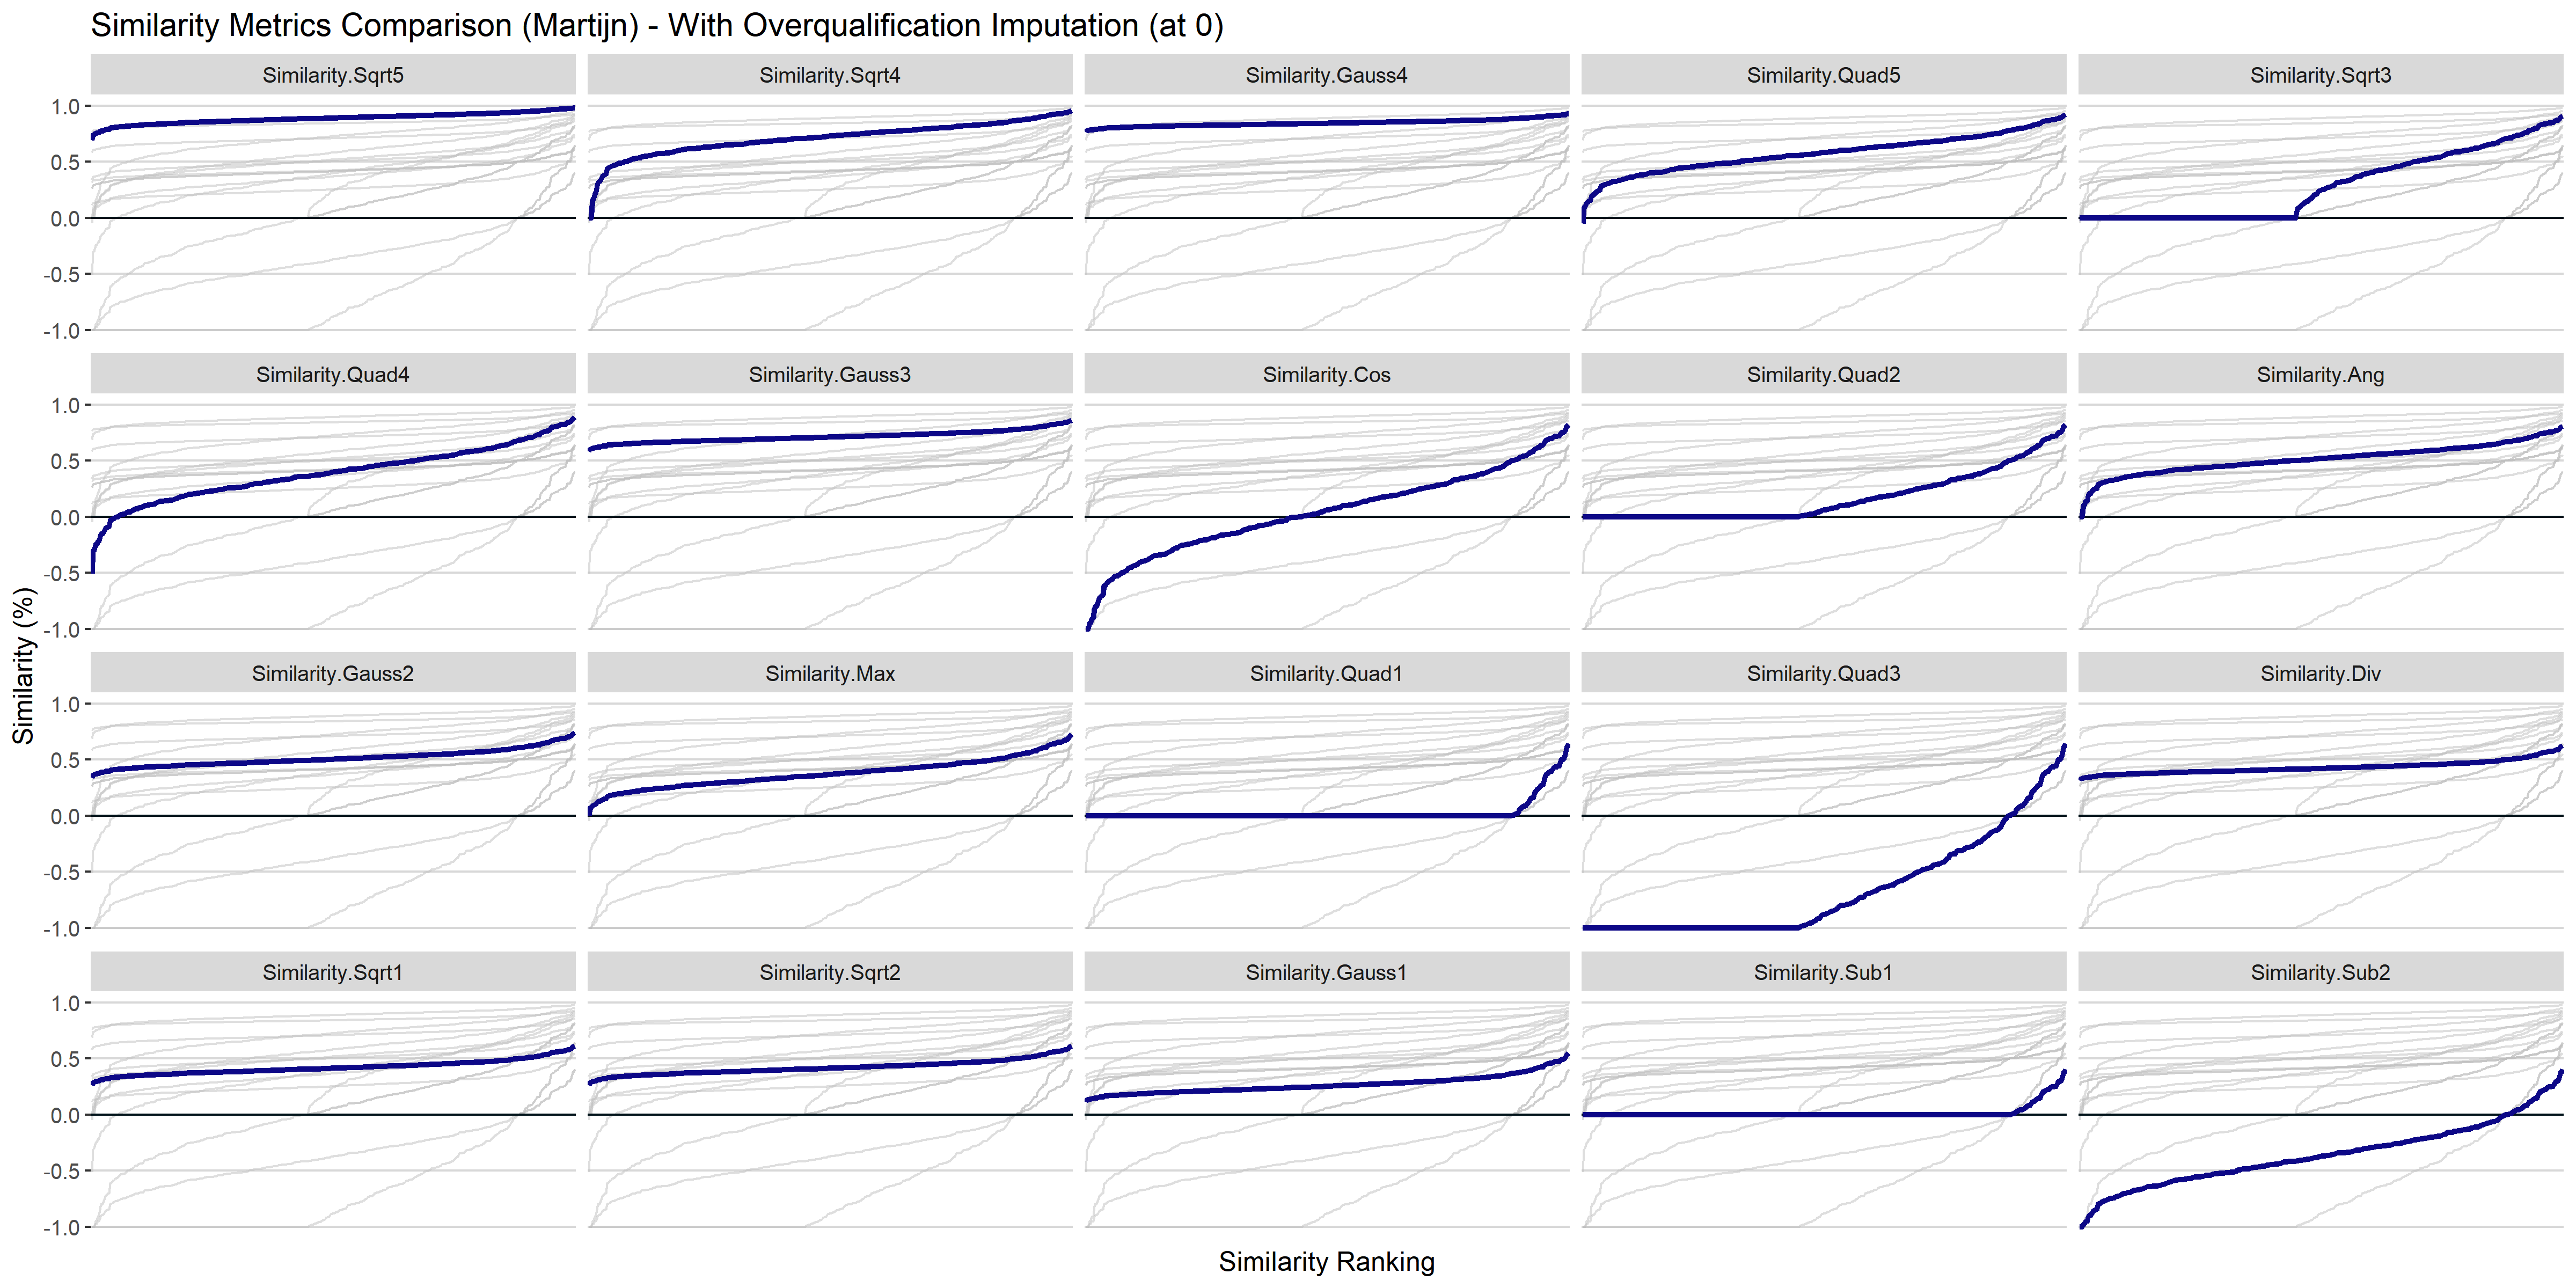 Similarity Metrics Comparison (Martijn) - With Overqualification Imputation (at 0)
Similarity.Sqrt5
Similarity.Sqrt4
Similarity.Gauss4
Similarity.Quad5
Similarity.Sqrt3
1.0
0.5
0.0
-0.5
-1.0
Similarity.Quad4
Similarity.Gauss3
Similarity.Cos
Similarity.Quad2
Similarity.Ang
1.0
0.5
0.0
-0.5
-1.0
Similarity (%)
Similarity.Gauss2
Similarity.Max
Similarity.Quad1
Similarity.Quad3
Similarity.Div
1.0
0.5
0.0
-0.5
-1.0
Similarity.Sqrt1
Similarity.Sqrt2
Similarity.Gauss1
Similarity.Sub1
Similarity.Sub2
1.0
0.5
0.0
-0.5
-1.0
Similarity Ranking